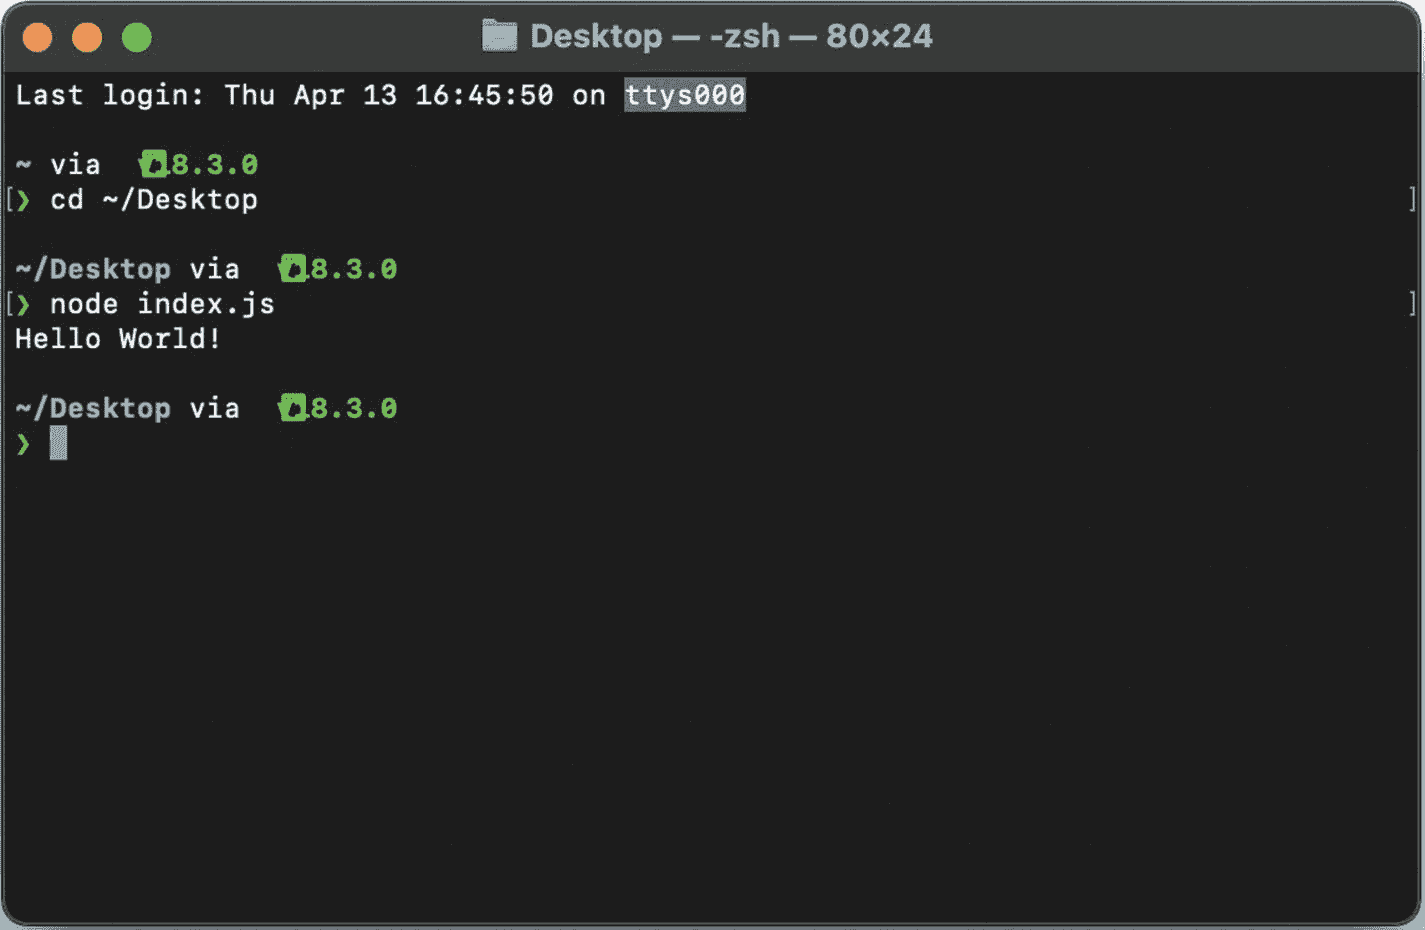 Desktop — -zsh — 80×24
Last login: Thu Apr 13 16:45:50 on ttys000
~ via 8.3.0
[❯ cd ~/Desktop ]
~/Desktop via 8.3.0
[❯ node index.js ]
Hello World!
~/Desktop via 8.3.0
❯